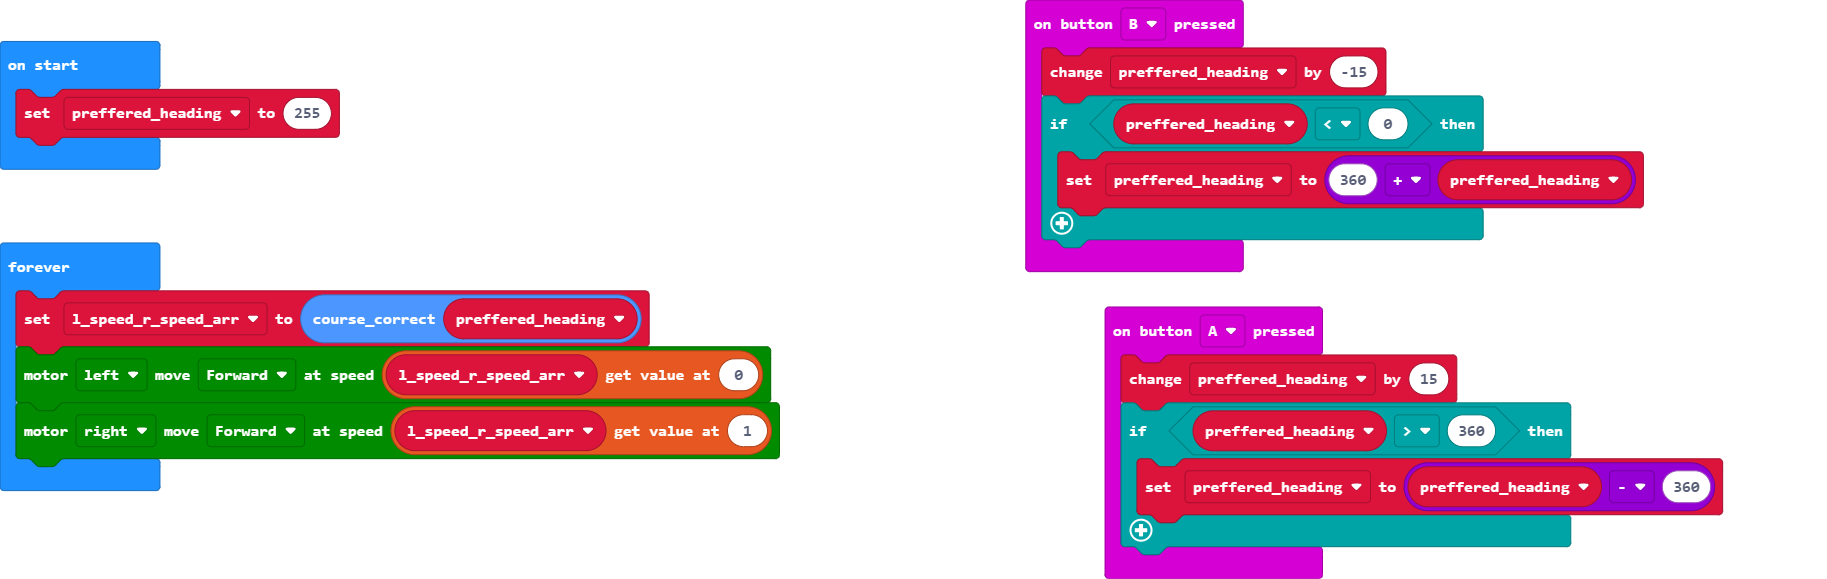 on start
set preffered_heading to 255
forever
set l_speed_r_speed_arr to course_correct preffered_heading
motor left move Forward at speed l_speed_r_speed_arr get value at 0
motor right move Forward at speed l_speed_r_speed_arr get value at 1
on button B pressed
change preffered_heading by -15
if preffered_heading < 0 then
set preffered_heading to 360 + preffered_heading
on button A pressed
change preffered_heading by 15
if preffered_heading > 360 then
set preffered_heading to preffered_heading - 360